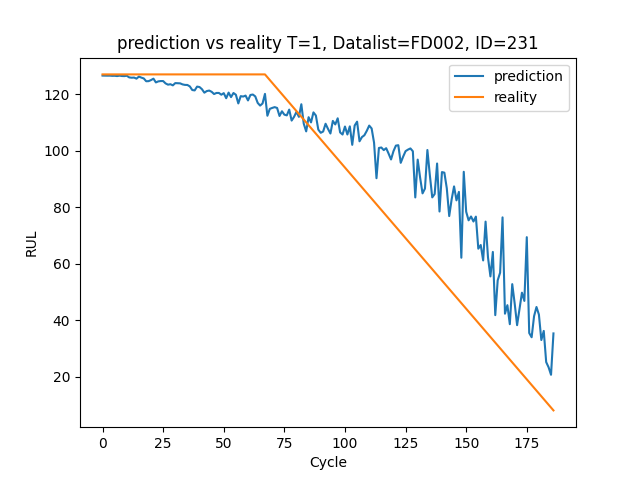 prediction vs reality T=1, Datalist=FD002, ID=231
prediction
reality
RUL
120
100
80
60
40
20
0 25 50 75 100 125 150 175
Cycle